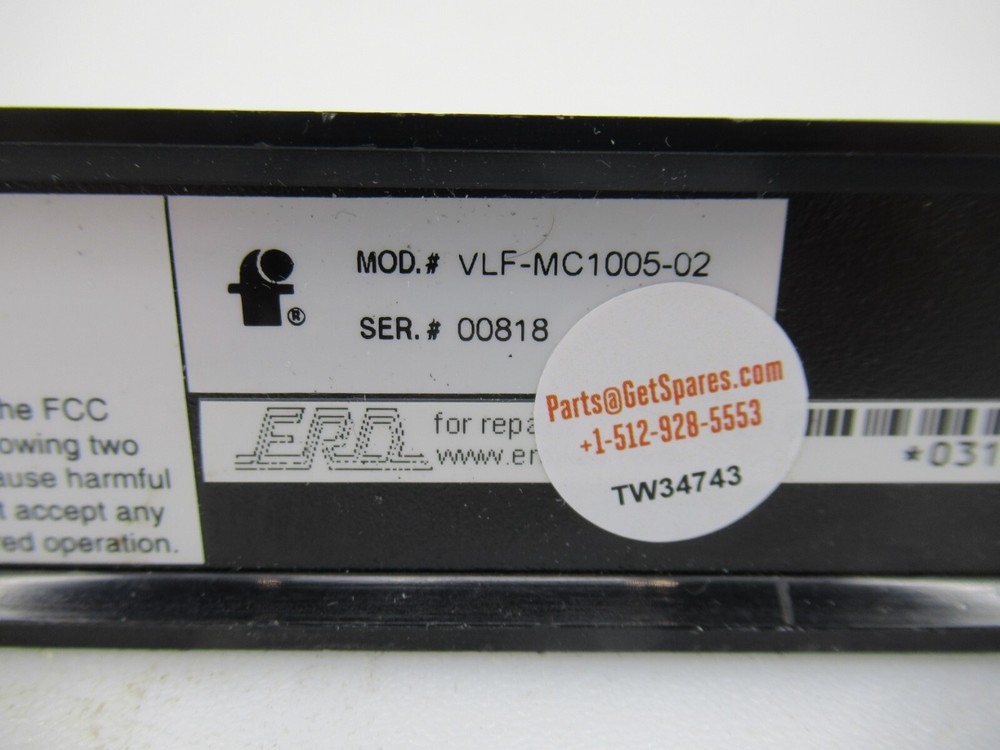 MOD.# VLF-MC1005-02
SER.# 00818
®
he FCC
owing two
ause harmful
t accept any
ed operation.
ERD
for repa
www.er
Parts@GetSpares.com
+1-512-928-5553
TW34743
*031